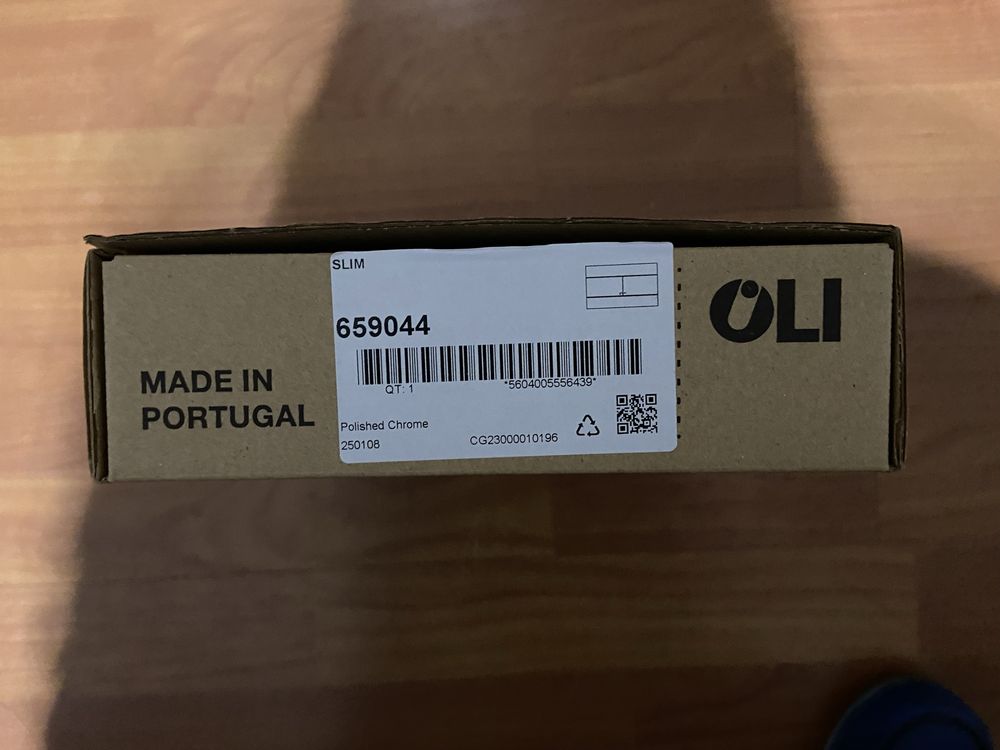 SLIM
659044
QT: 1
*5604005556439*
Polished Chrome
250108
CG23000010196
MADE IN
PORTUGAL
OLI